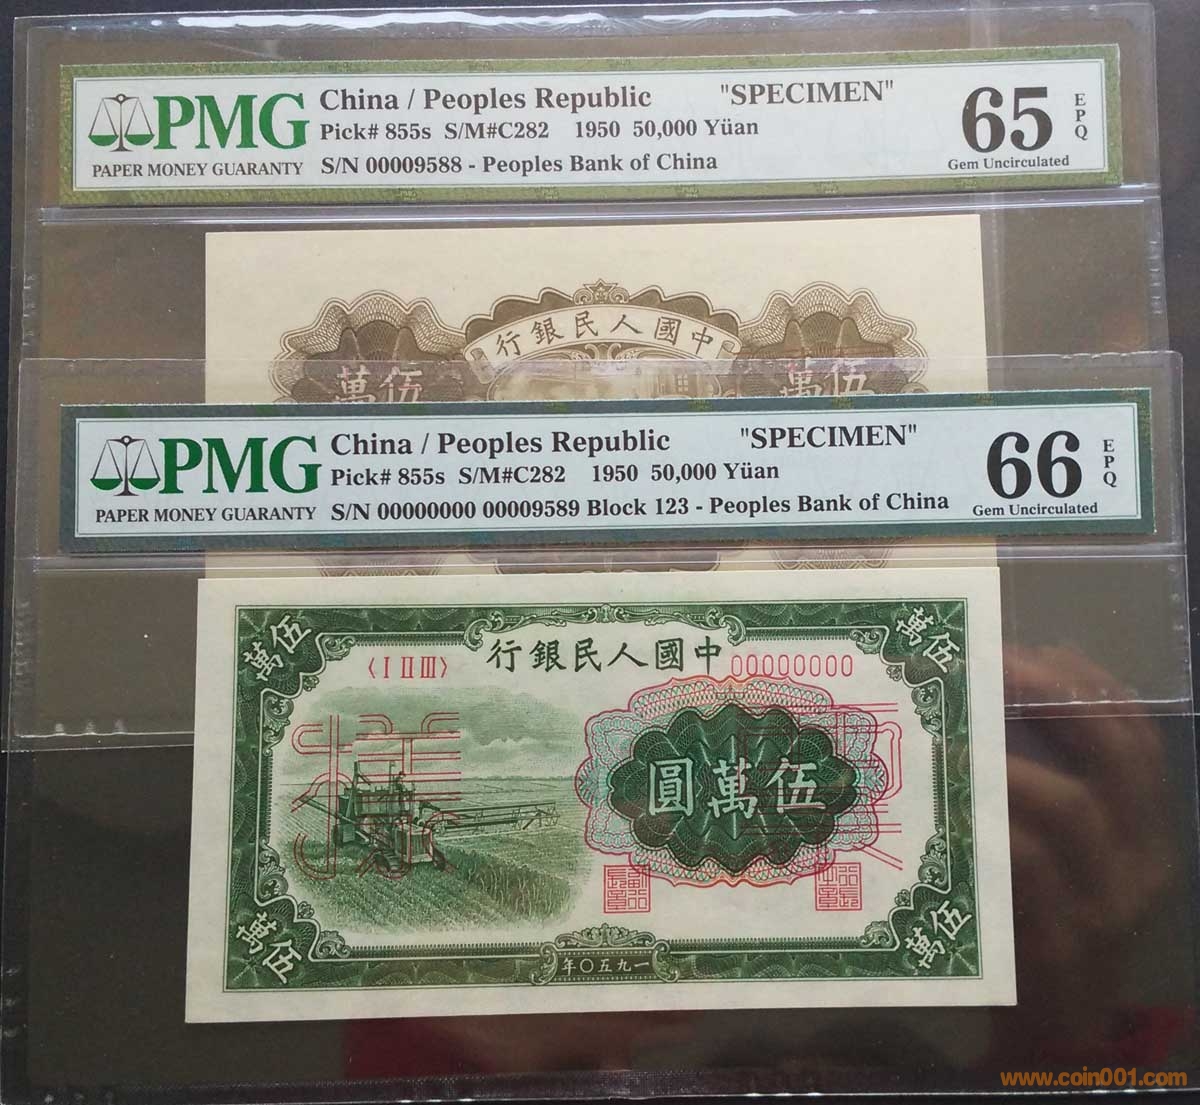 PMG
PAPER MONEY GUARANTY
China / Peoples Republic "SPECIMEN"
Pick# 855s S/M#C282 1950 50,000 Yüan
S/N 00009588 - Peoples Bank of China
65
EPQ
Gem Uncirculated
行銀民人國中
萬伍
萬伍
PMG
PAPER MONEY GUARANTY
China / Peoples Republic "SPECIMEN"
Pick# 855s S/M#C282 1950 50,000 Yüan
S/N 00000000 00009589 Block 123 - Peoples Bank of China
66
EPQ
Gem Uncirculated
萬伍
萬伍
〈I II III〉
行銀民人國中
00000000
圓萬伍
萬伍
萬伍
年〇五九一
www.coin001.com